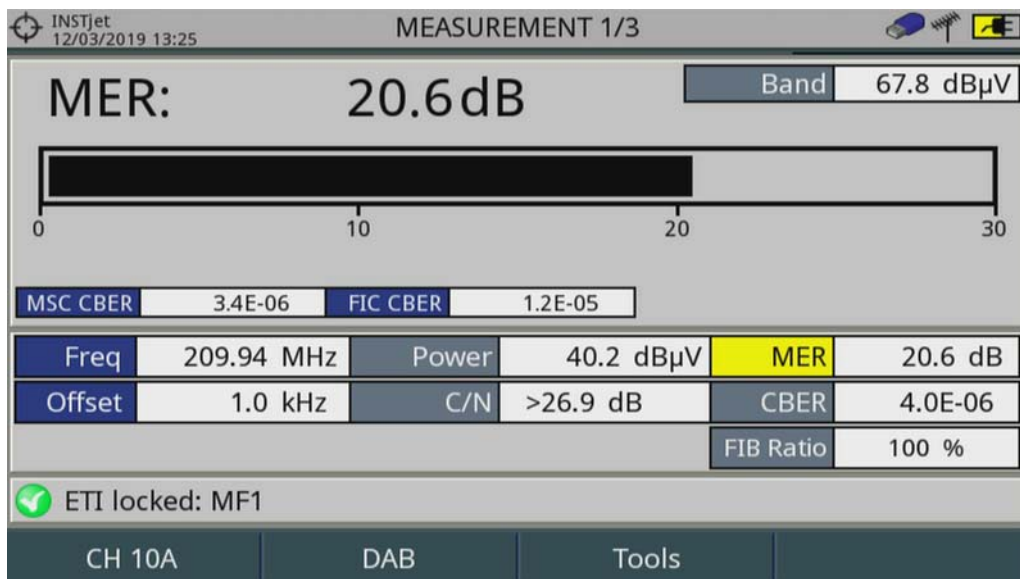 INSTjet
12/03/2019 13:25
MEASUREMENT 1/3
MER: 20.6 dB
Band 67.8 dBµV
0 10 20 30
MSC CBER 3.4E-06 FIC CBER 1.2E-05
Freq 209.94 MHz Power 40.2 dBµV MER 20.6 dB
Offset 1.0 kHz C/N >26.9 dB CBER 4.0E-06
FIB Ratio 100 %
ETI locked: MF1
CH 10A DAB Tools